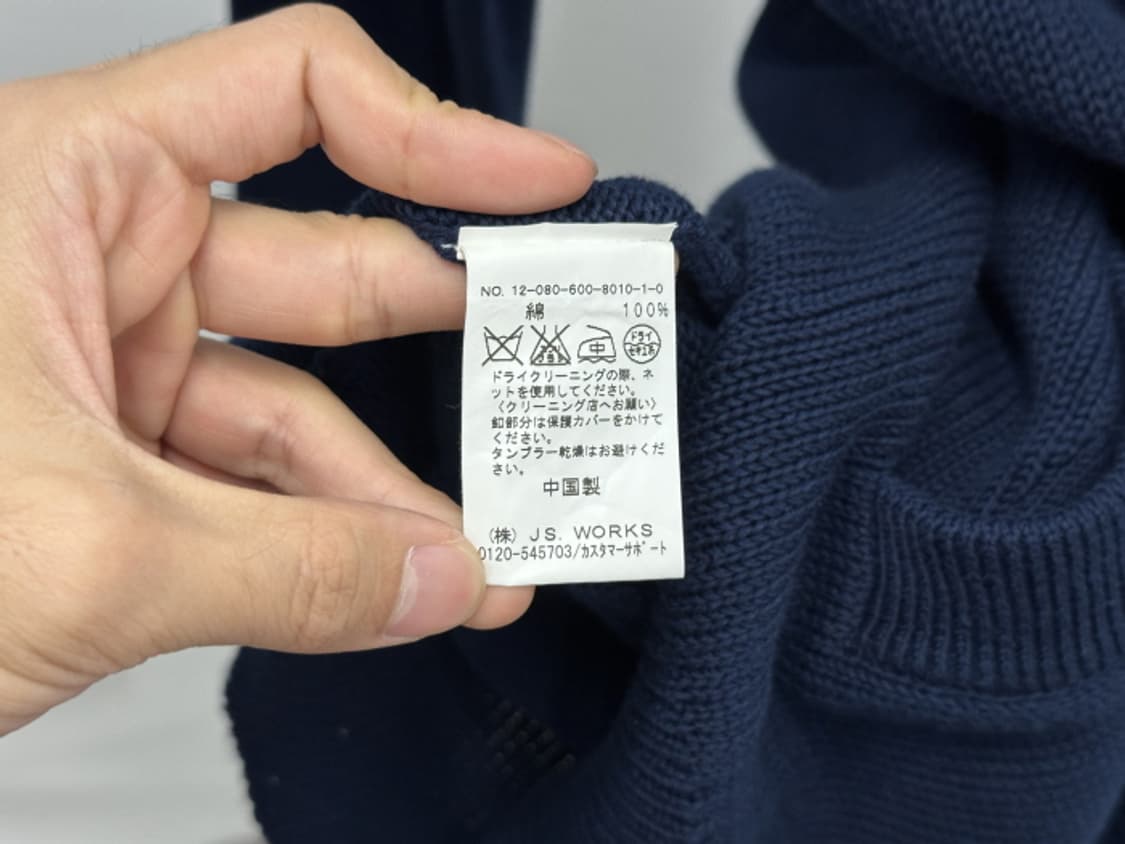 NO. 12-080-600-8010-1-0
綿 100%
中 ドライ
セキユ系
ドライクリーニングの際、ネ
ットを使用してください。
〈クリーニング店へお願い〉
釦部分は保護カバーをかけて
ください。
タンブラー乾燥はお避けくだ
さい。
中国製
(株) JS. WORKS
0120-545703/カスタマーサポート